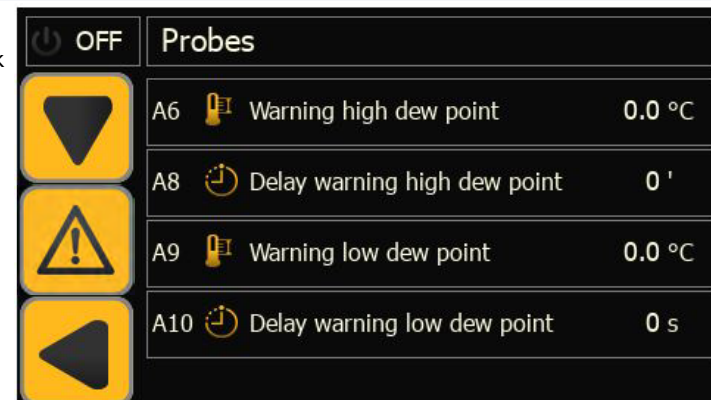 OFF Probes
k
A6 Warning high dew point 0.0 °C
A8 Delay warning high dew point 0 '
A9 Warning low dew point 0.0 °C
A10 Delay warning low dew point 0 s